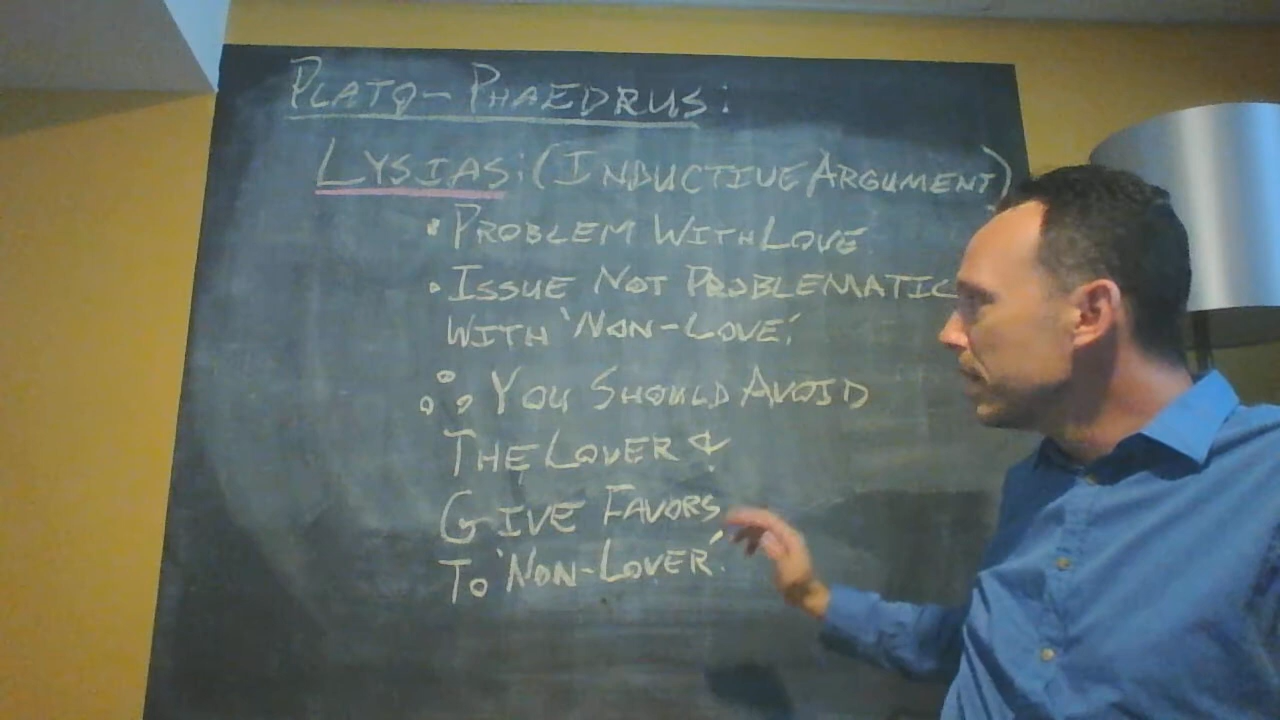 PLATO-PHAEDRUS:
LYSIAS: (INDUCTIVE ARGUMENT)
• PROBLEM WITH LOVE
• ISSUE NOT PROBLEMATIC
WITH 'NON-LOVE.'
∴ YOU SHOULD AVOID
THE LOVER &
GIVE FAVORS
TO 'NON-LOVER.'